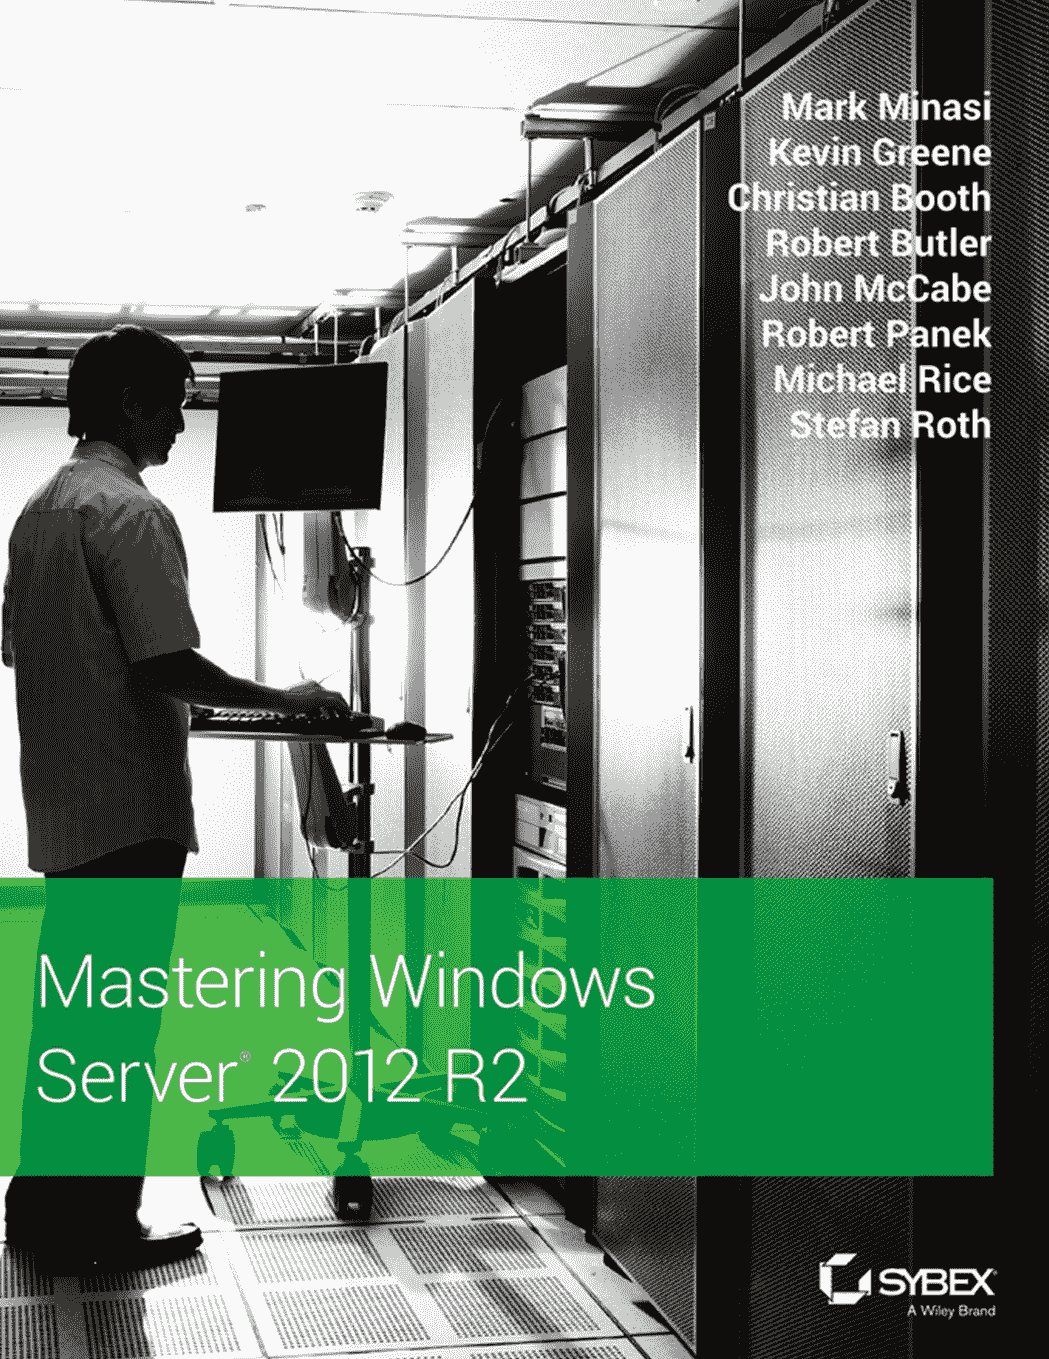 Mark Minasi
Kevin Greene
Christian Booth
Robert Butler
John McCabe
Robert Panek
Michael Rice
Stefan Roth
Mastering Windows
Server® 2012 R2
SYBEX®
A Wiley Brand